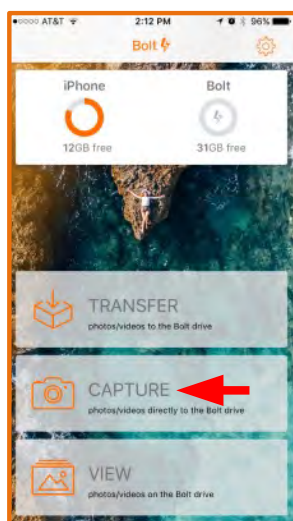 AT&T 2:12 PM 96%
Bolt
iPhone Bolt
12GB free 31GB free
TRANSFER
photos/videos to the Bolt drive
CAPTURE
photos/videos directly to the Bolt drive
VIEW
photos/videos on the Bolt drive